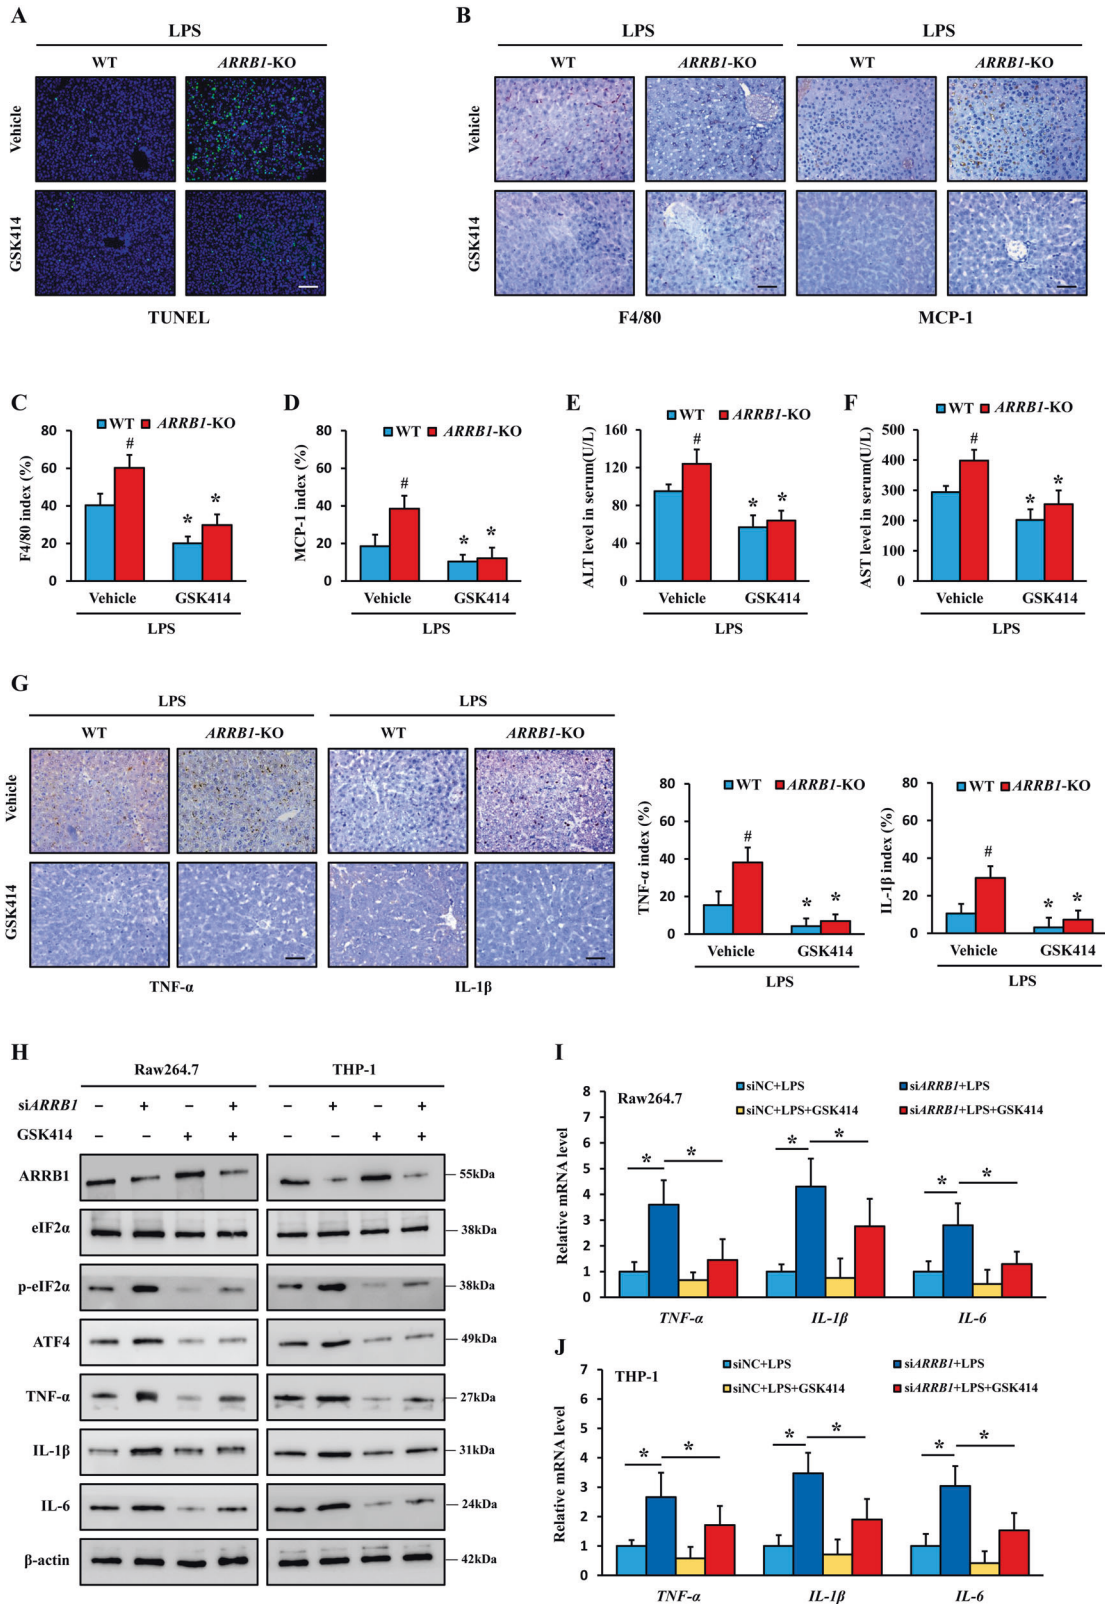 A
LPS
WT ARRB1-KO
Vehicle
GSK414
TUNEL
B
LPS LPS
WT ARRB1-KO WT ARRB1-KO
Vehicle
GSK414
F4/80 MCP-1
C
WT ARRB1-KO
F4/80 index (%)
80
60
40
20
0
#
* *
Vehicle GSK414
LPS
D
WT ARRB1-KO
MCP-1 index (%)
80
60
40
20
0
#
* *
Vehicle GSK414
LPS
E
WT ARRB1-KO
ALT level in serum(U/L)
160
120
80
40
0
#
* *
Vehicle GSK414
LPS
F
WT ARRB1-KO
AST level in serum(U/L)
500
400
300
200
100
0
#
* *
Vehicle GSK414
LPS
G
LPS LPS
WT ARRB1-KO WT ARRB1-KO
Vehicle
GSK414
TNF-α IL-1β
WT ARRB1-KO
TNF-α index (%)
80
60
40
20
0
#
* *
Vehicle GSK414
LPS
WT ARRB1-KO
IL-1β index (%)
80
60
40
20
0
#
* *
Vehicle GSK414
LPS
H
Raw264.7 THP-1
siARRB1 – + – + – + – +
GSK414 – – + + – – + +
ARRB1 55kDa
eIF2α 38kDa
p-eIF2α 38kDa
ATF4 49kDa
TNF-α 27kDa
IL-1β 31kDa
IL-6 24kDa
β-actin 42kDa
I
Raw264.7
siNC+LPS siARRB1+LPS
siNC+LPS+GSK414 siARRB1+LPS+GSK414
Relative mRNA level
8
7
6
5
4
3
2
1
0
* * * * * *
TNF-α IL-1β IL-6
J
THP-1
siNC+LPS siARRB1+LPS
siNC+LPS+GSK414 siARRB1+LPS+GSK414
Relative mRNA level
7
6
5
4
3
2
1
0
* * * * * *
TNF-α IL-1β IL-6